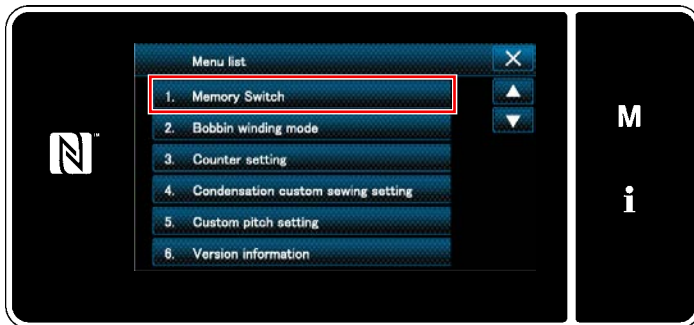 Menu list
1. Memory Switch
2. Bobbin winding mode
3. Counter setting
4. Condensation custom sewing setting
5. Custom pitch setting
6. Version information
M
i
N™